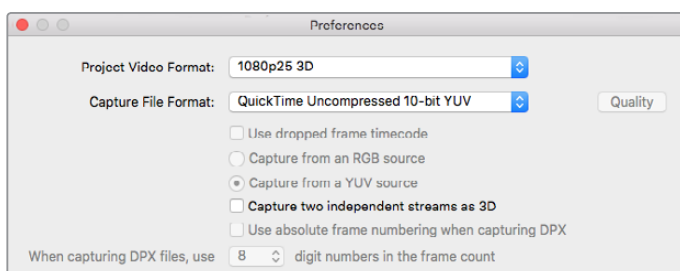 Preferences
Project Video Format: 1080p25 3D
Capture File Format: QuickTime Uncompressed 10-bit YUV Quality
Use dropped frame timecode
Capture from an RGB source
Capture from a YUV source
Capture two independent streams as 3D
Use absolute frame numbering when capturing DPX
When capturing DPX files, use 8 digit numbers in the frame count